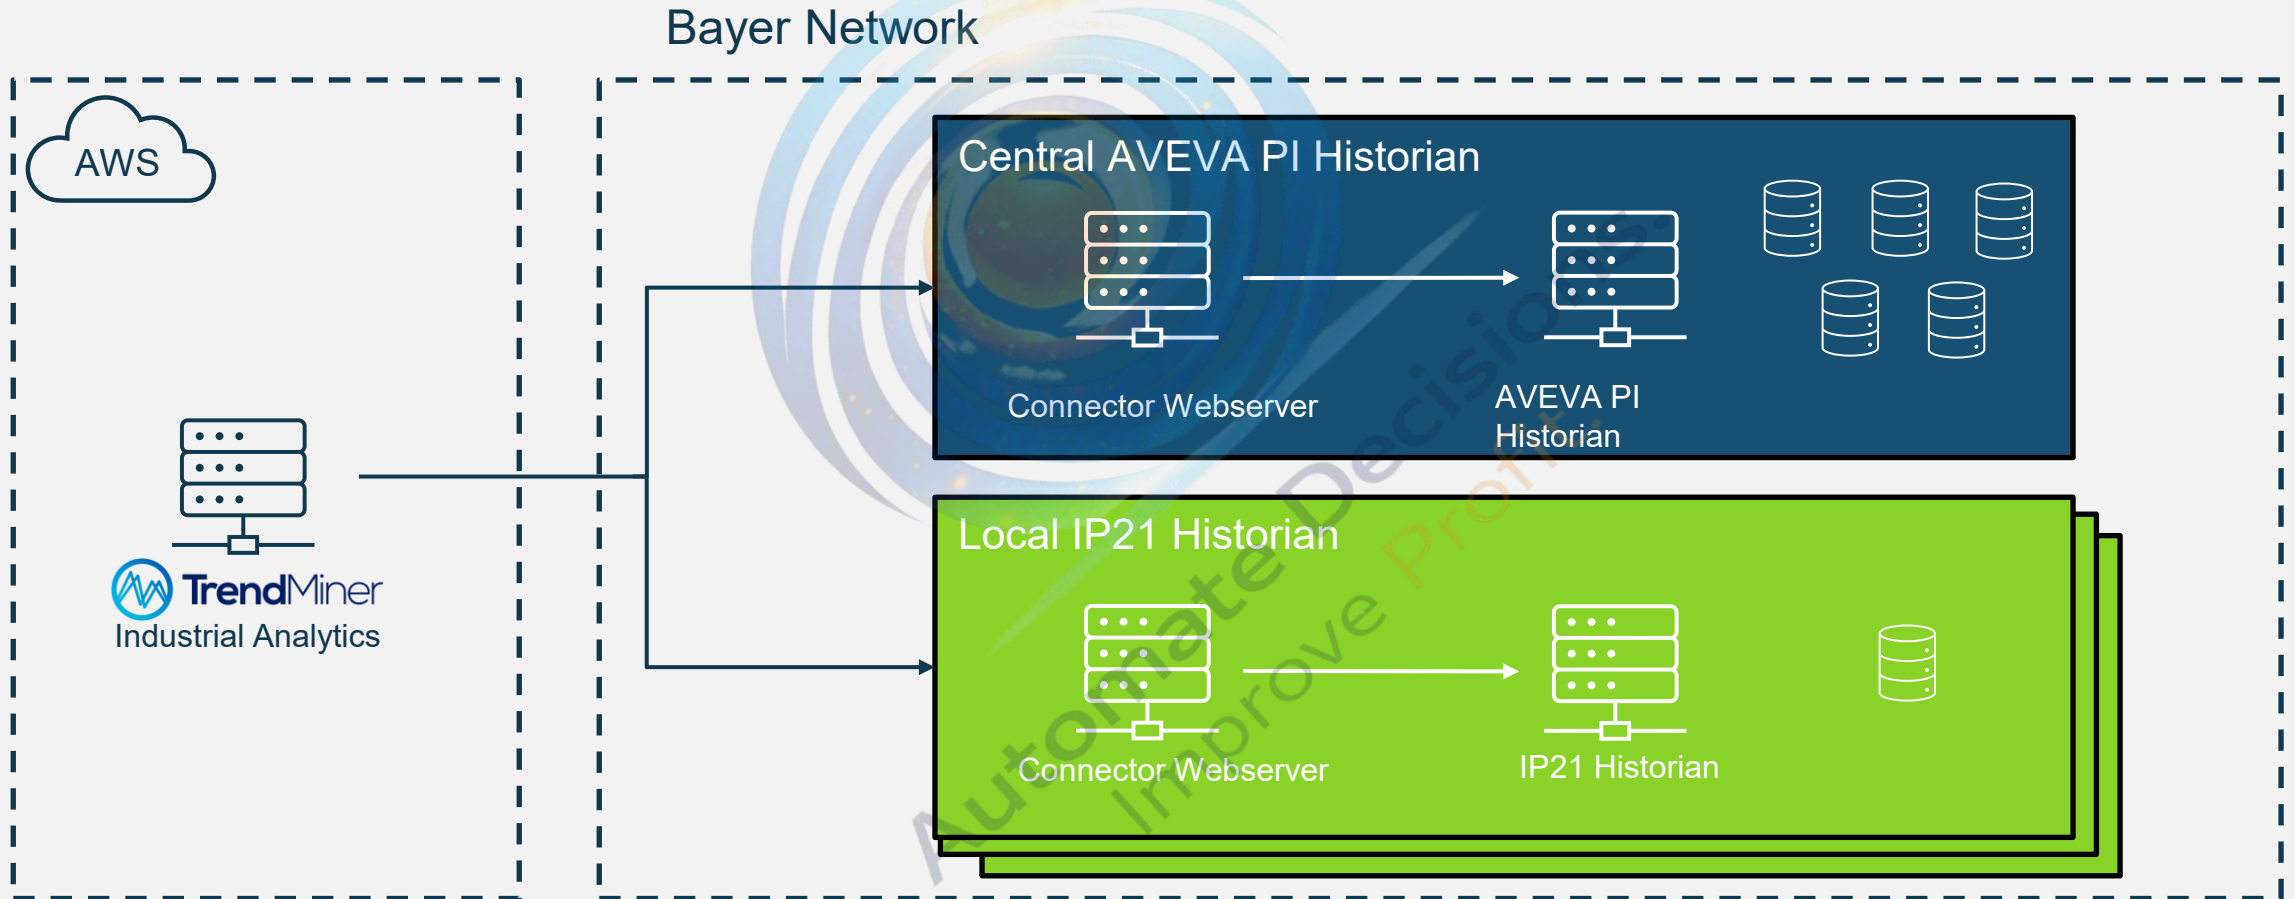 Bayer Network
AWS
TrendMiner
Industrial Analytics
Central AVEVA PI Historian
Connector Webserver
AVEVA PI
Historian
Local IP21 Historian
Connector Webserver
IP21 Historian
Automate Decisions.
Improve Profit.